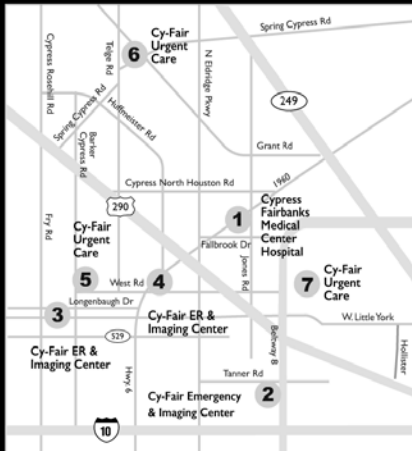 Spring Cypress Rd
Cy-Fair
Urgent
Care
6
Cypress Rosehill Rd
Telge Rd
N Eldridge Pkwy
249
Spring Cypress Rd
Huffmeister Rd
Barker
Cypress Rd
Grant Rd
1960
Cypress North Houston Rd
290
1
Cypress
Fairbanks
Medical
Center
Hospital
Fry Rd
Cy-Fair
Urgent
Care
Fallbrook Dr
Jones Rd
5
West Rd
4
7
Cy-Fair
Urgent
Care
Longenbaugh Dr
3
Cy-Fair ER &
Imaging Center
W. Little York
529
Cy-Fair ER &
Imaging Center
Beltway 8
Hollister
Hwy. 6
Tanner Rd
2
Cy-Fair Emergency
& Imaging Center
10